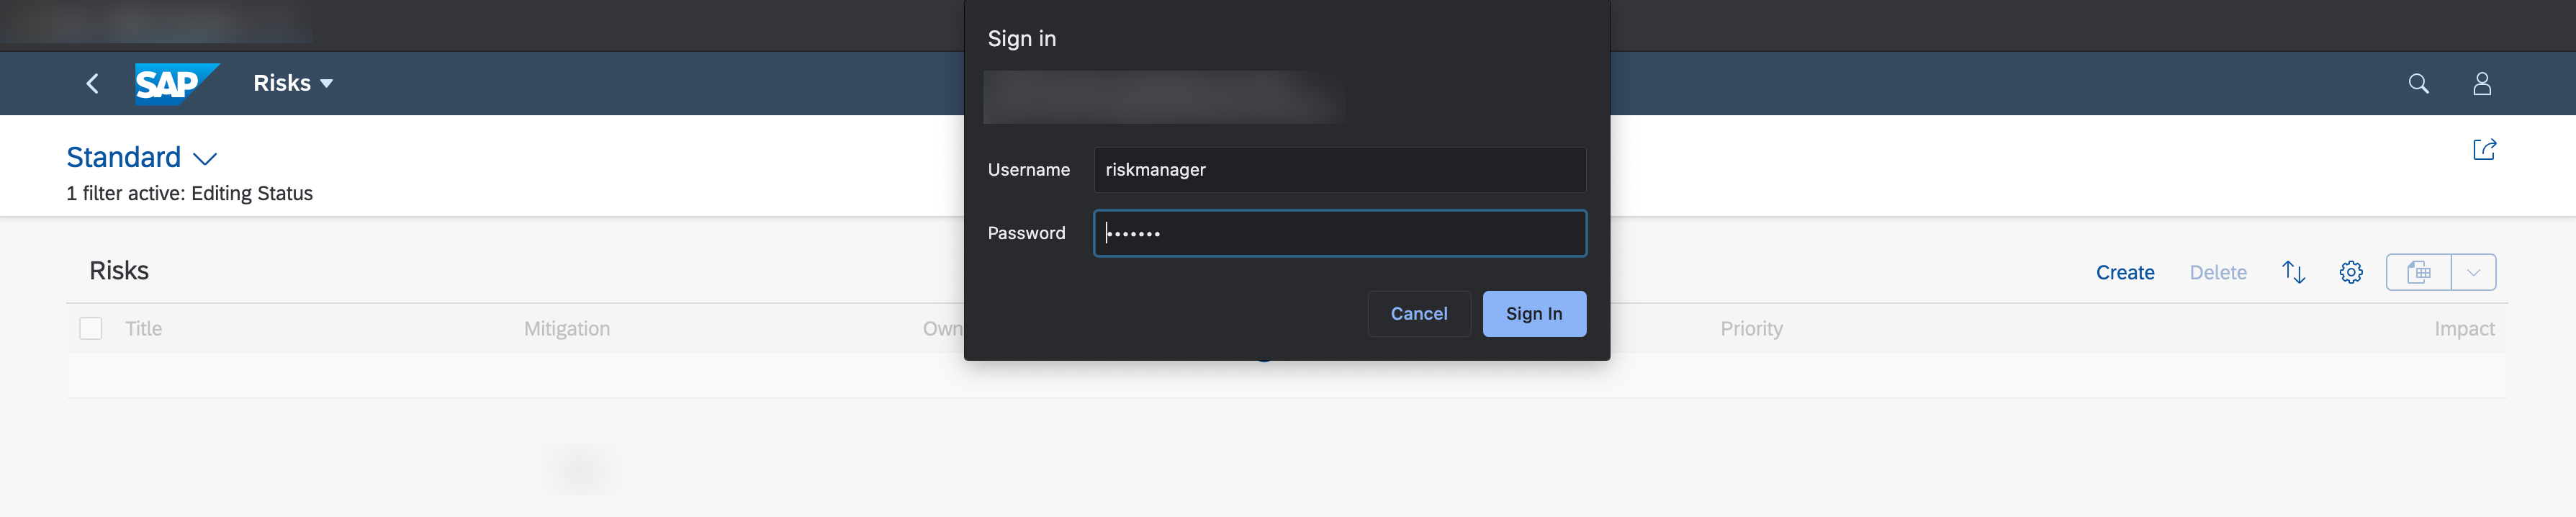 Sign in
SAP
Risks
Username riskmanager
Standard
1 filter active: Editing Status
Password •••••••
Risks
Create Delete
Cancel Sign In
Title Mitigation Own Priority Impact